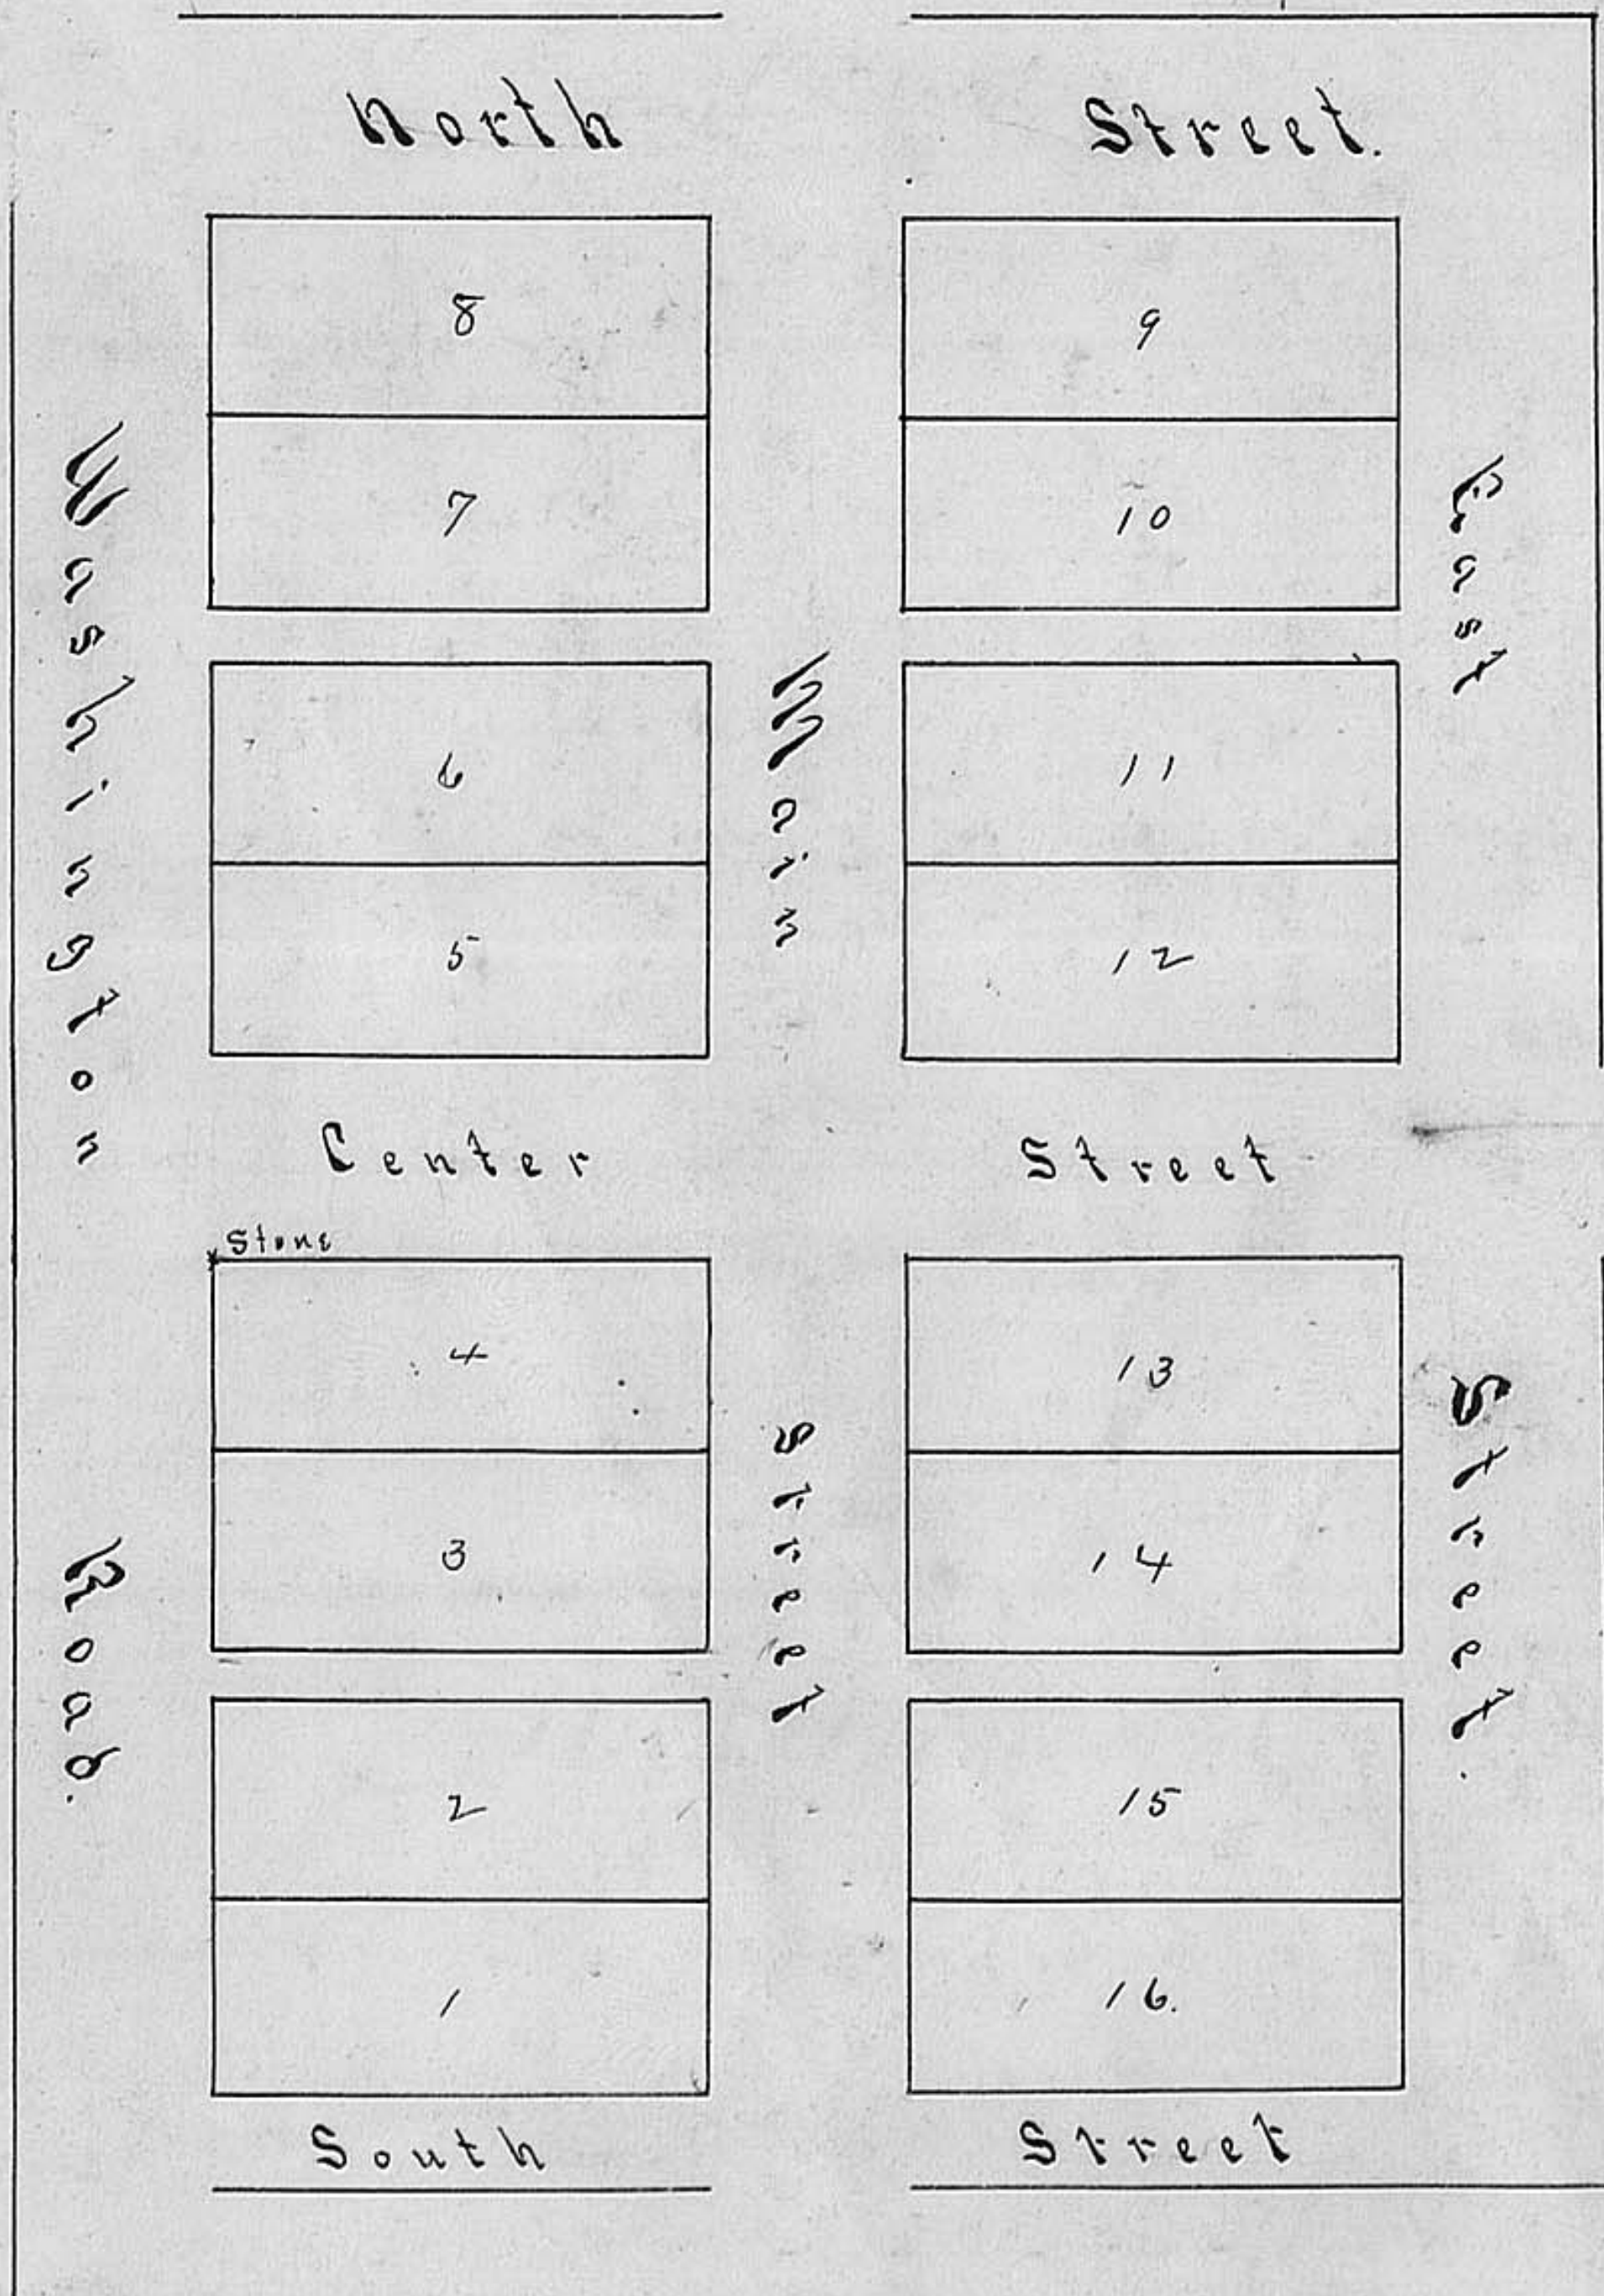 North Street.
8 9
7 10
Washington Road.
Main Street
East Street.
6 11
5 12
Center Street
Stone
4 13
3 14
2 15
1 16.
South Street